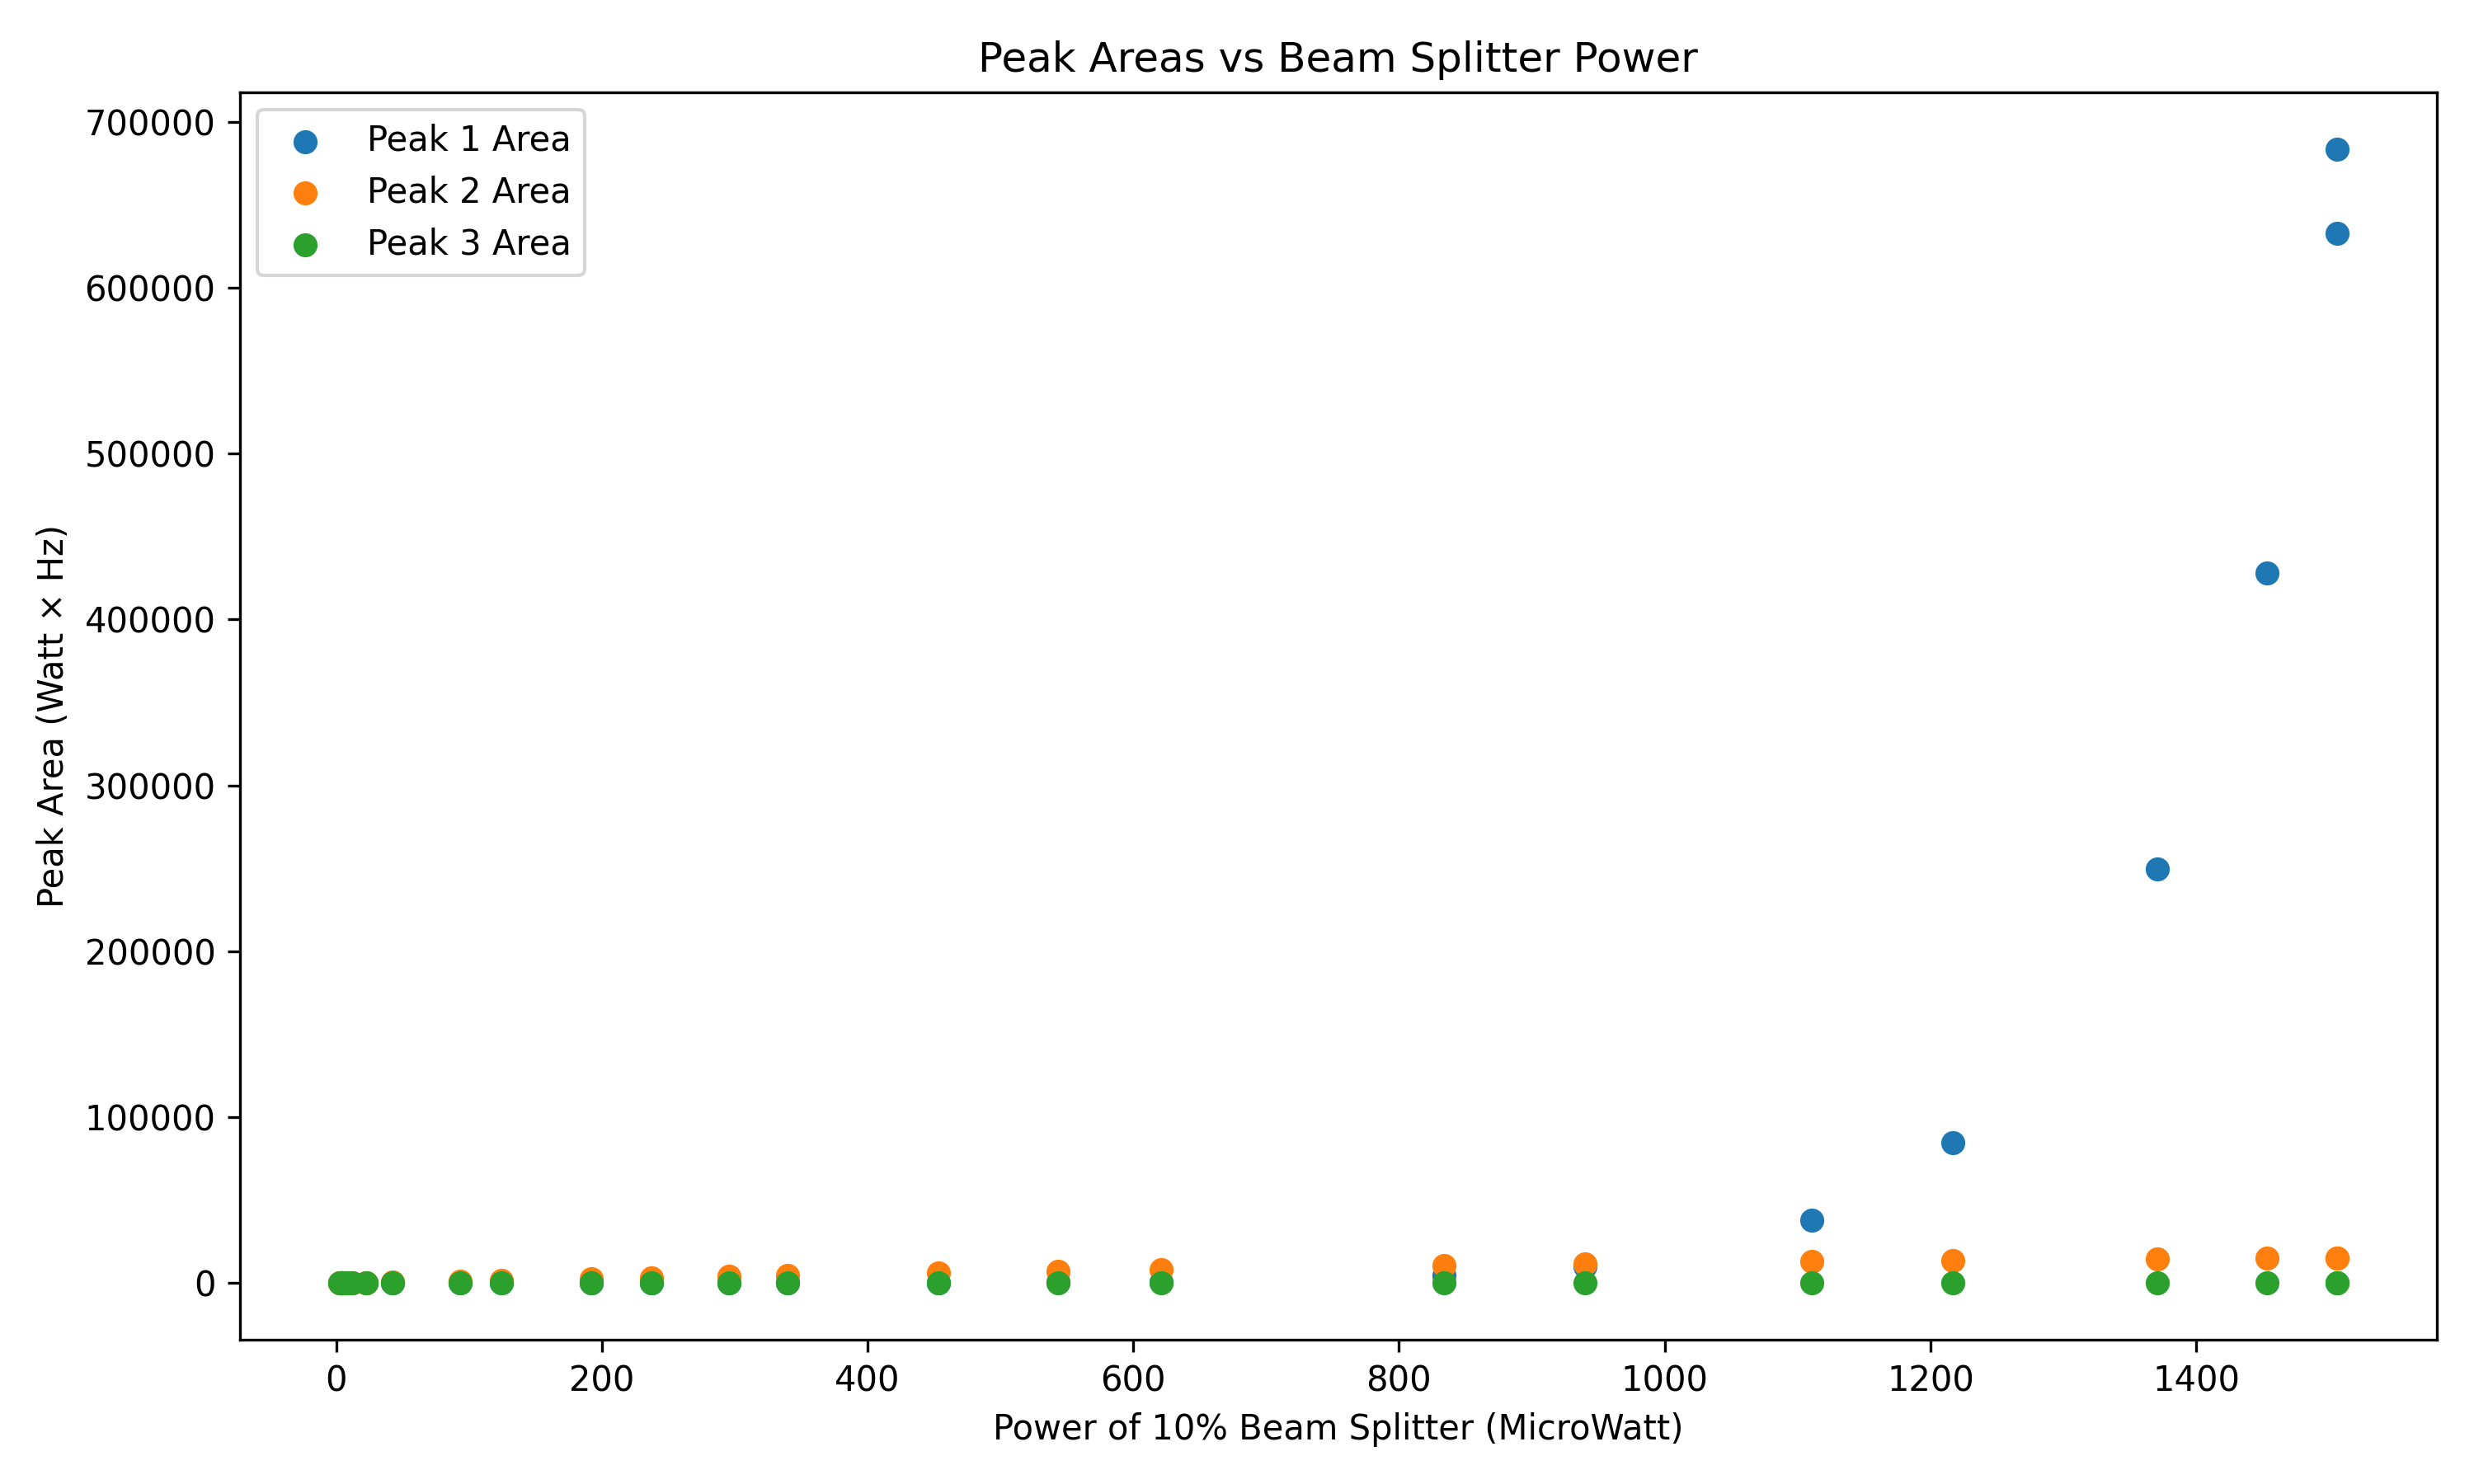 Peak Areas vs Beam Splitter Power
Peak 1 Area
Peak 2 Area
Peak 3 Area
700000
600000
500000
400000
300000
200000
100000
0
Peak Area (Watt × Hz)
0 200 400 600 800 1000 1200 1400
Power of 10% Beam Splitter (MicroWatt)